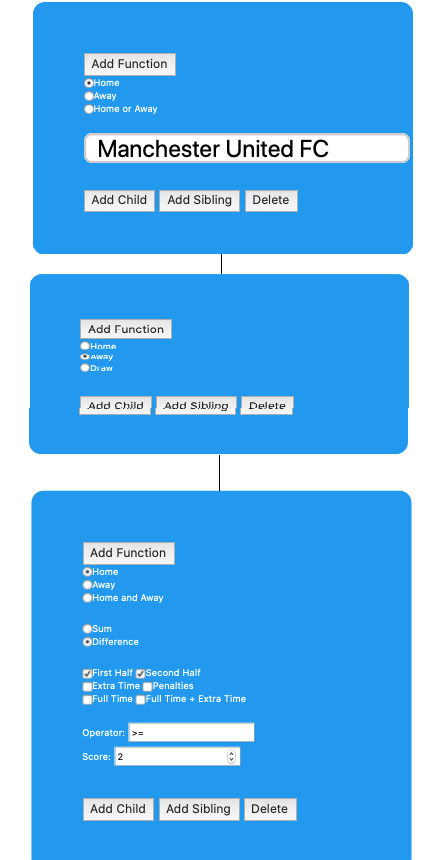 Add Function
Home
Away
Home or Away
Manchester United FC
Add Child Add Sibling Delete
Add Function
Home
Away
Draw
Add Child Add Sibling Delete
Add Function
Home
Away
Home and Away
Sum
Difference
First Half Second Half
Extra Time Penalties
Full Time Full Time + Extra Time
Operator: >=
Score: 2
Add Child Add Sibling Delete